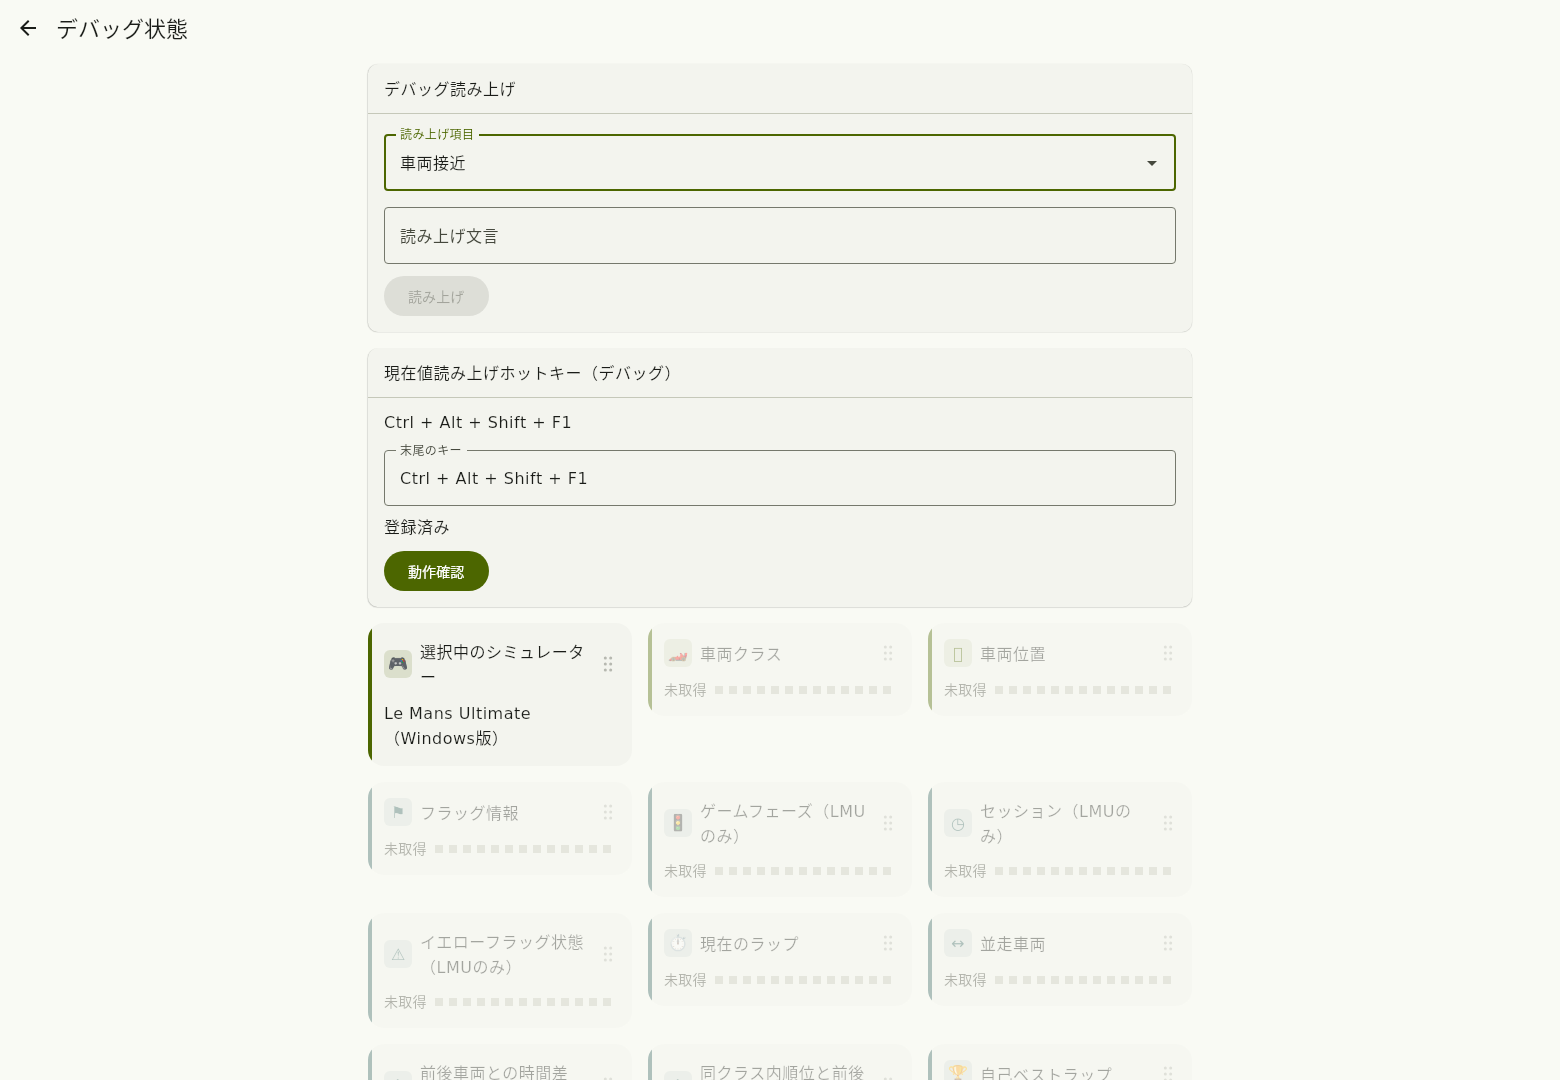 デバッグ状態
デバッグ読み上げ
読み上げ項目
車両接近
読み上げ文言
読み上げ
現在値読み上げホットキー（デバッグ）
Ctrl + Alt + Shift + F1
末尾のキー
Ctrl + Alt + Shift + F1
登録済み
動作確認
選択中のシミュレータ
ー
Le Mans Ultimate
（Windows版）
車両クラス
未取得
車両位置
未取得
フラッグ情報
未取得
ゲームフェーズ（LMU
のみ）
未取得
セッション（LMUの
み）
未取得
イエローフラッグ状態
（LMUのみ）
未取得
現在のラップ
未取得
並走車両
未取得
前後車両との時間差
同クラス内順位と前後
自己ベストラップ